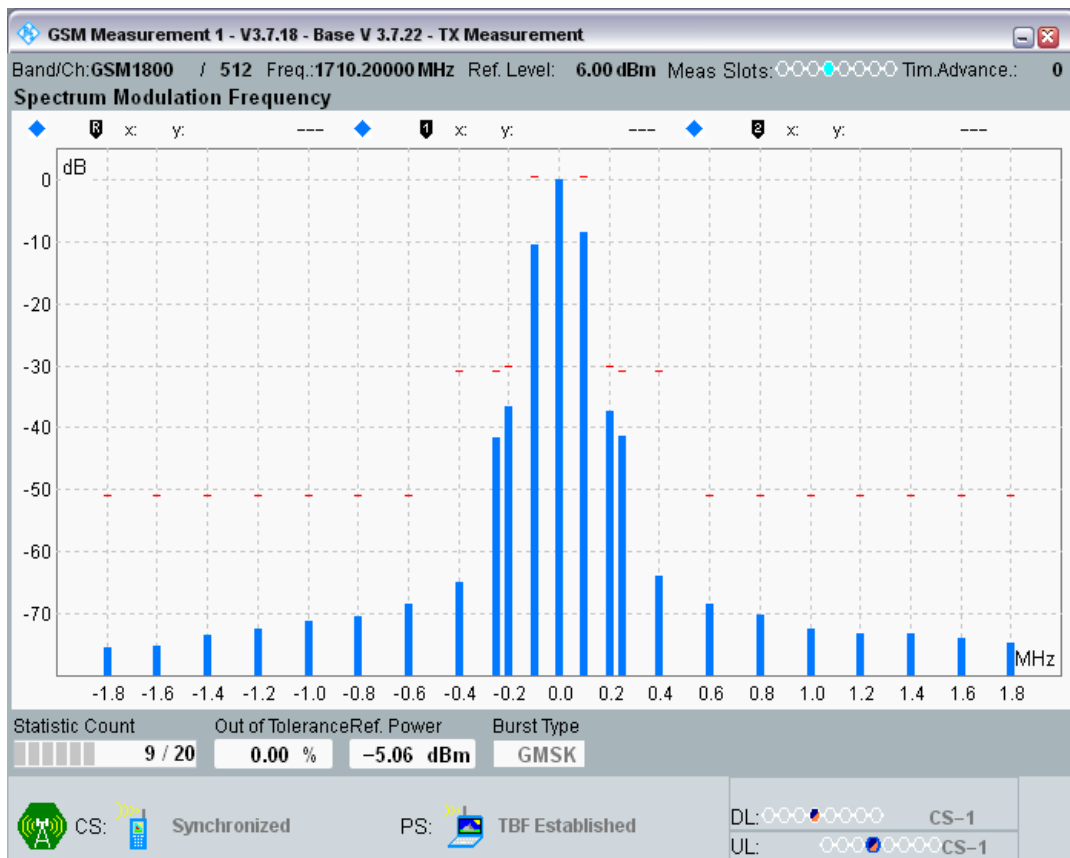 GSM Measurement 1 - V3.7.18 - Base V 3.7.22 - TX Measurement
Band/Ch:GSM1800 / 512 Freq.:1710.20000 MHz Ref. Level: 6.00 dBm Meas Slots: Tim.Advance.: 0
Spectrum Modulation Frequency
R x: y: --- 1 x: y: --- 2 x: y: ---
dB
0
-10
-20
-30
-40
-50
-60
-70
MHz
-1.8 -1.6 -1.4 -1.2 -1.0 -0.8 -0.6 -0.4 -0.2 0.0 0.2 0.4 0.6 0.8 1.0 1.2 1.4 1.6 1.8
Statistic Count Out of Tolerance Ref. Power Burst Type
9 / 20 0.00 % −5.06 dBm GMSK
CS: Synchronized PS: TBF Established
DL: CS−1
UL: CS−1